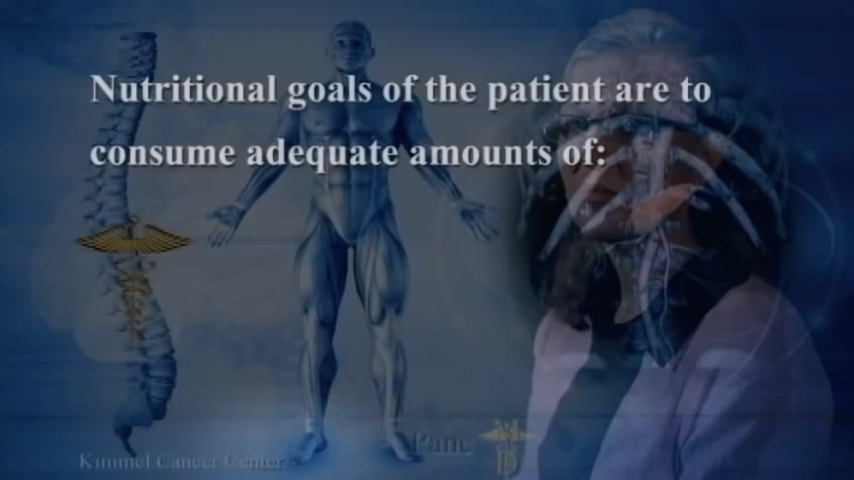 Nutritional goals of the patient are to
consume adequate amounts of:
Kimmel Cancer Center